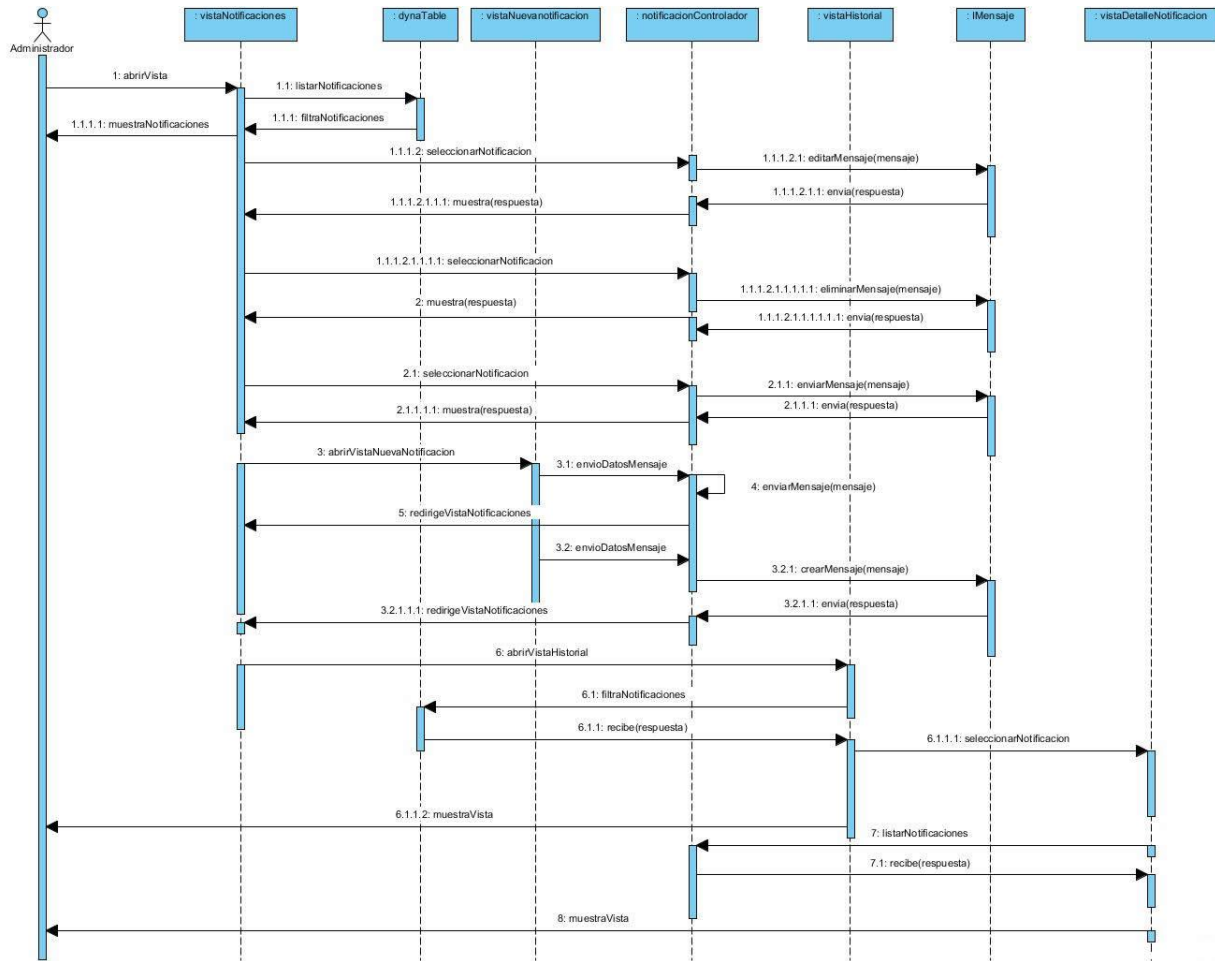 : vistaNotificaciones
: dynaTable
: vistaNuevanotificacion
: notificacionControlador
: vistaHistorial
: IMensaje
: vistaDetalleNotificacion
Administrador
1: abrirVista
1.1: listarNotificaciones
1.1.1: filtraNotificaciones
1.1.1.1: muestraNotificaciones
1.1.1.2: seleccionarNotificacion
1.1.1.2.1: editarMensaje(mensaje)
1.1.1.2.1.1: envia(respuesta)
1.1.1.2.1.1.1: muestra(respuesta)
1.1.1.2.1.1.1.1: seleccionarNotificacion
1.1.1.2.1.1.1.1.1: eliminarMensaje(mensaje)
2: muestra(respuesta)
1.1.1.2.1.1.1.1.1.1: envia(respuesta)
2.1: seleccionarNotificacion
2.1.1: enviarMensaje(mensaje)
2.1.1.1: envia(respuesta)
2.1.1.1.1: muestra(respuesta)
3: abrirVistaNuevaNotificacion
3.1: envioDatosMensaje
4: enviarMensaje(mensaje)
5: redirigeVistaNotificaciones
3.2: envioDatosMensaje
3.2.1: crearMensaje(mensaje)
3.2.1.1: envia(respuesta)
3.2.1.1.1: redirigeVistaNotificaciones
6: abrirVistaHistorial
6.1: filtraNotificaciones
6.1.1: recibe(respuesta)
6.1.1.1: seleccionarNotificacion
6.1.1.2: muestraVista
7: listarNotificaciones
7.1: recibe(respuesta)
8: muestraVista